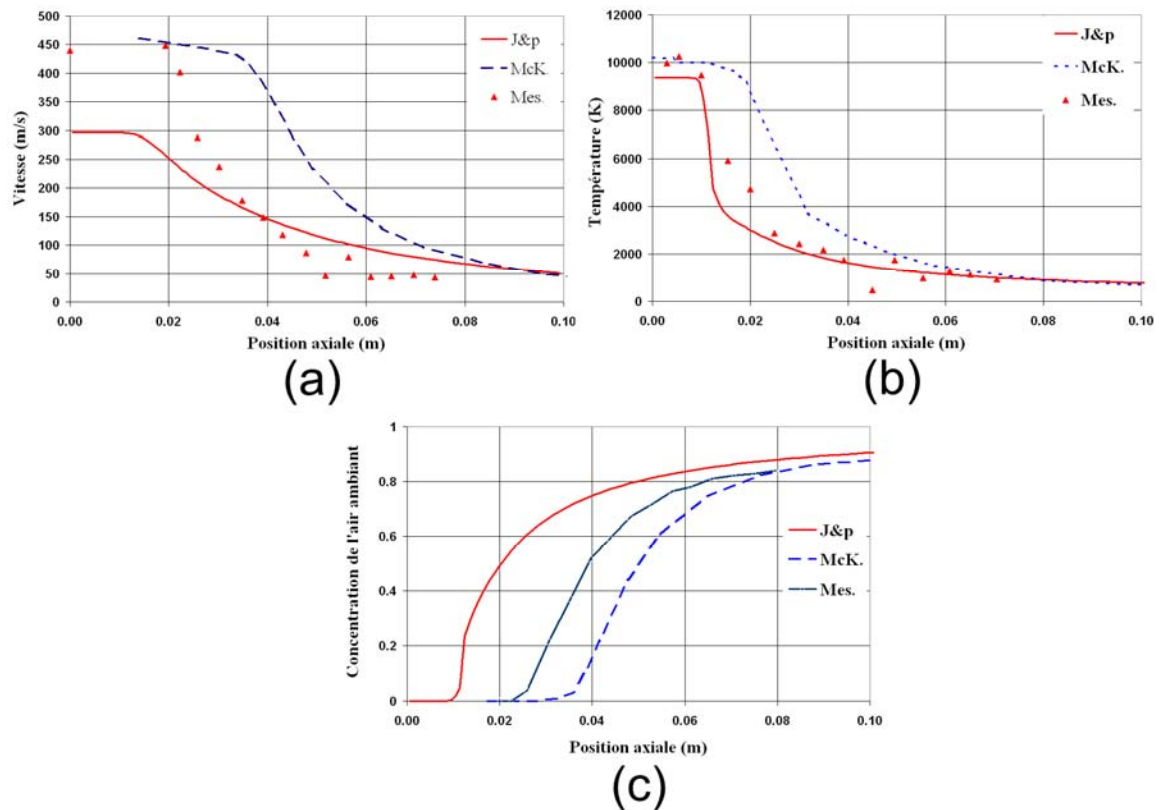 500
450
400
350
300
250
200
150
100
50
0
Vitesse (m/s)
J&p
McK.
Mes.
0.00 0.02 0.04 0.06 0.08 0.10
Position axiale (m)
(a)
12000
10000
8000
6000
4000
2000
0
Température (K)
J&p
McK.
Mes.
0.00 0.02 0.04 0.06 0.08 0.10
Position axiale (m)
(b)
1
0.8
0.6
0.4
0.2
0
Concentration de l'air ambiant
J&p
McK.
Mes.
0.00 0.02 0.04 0.06 0.08 0.10
Position axiale (m)
(c)